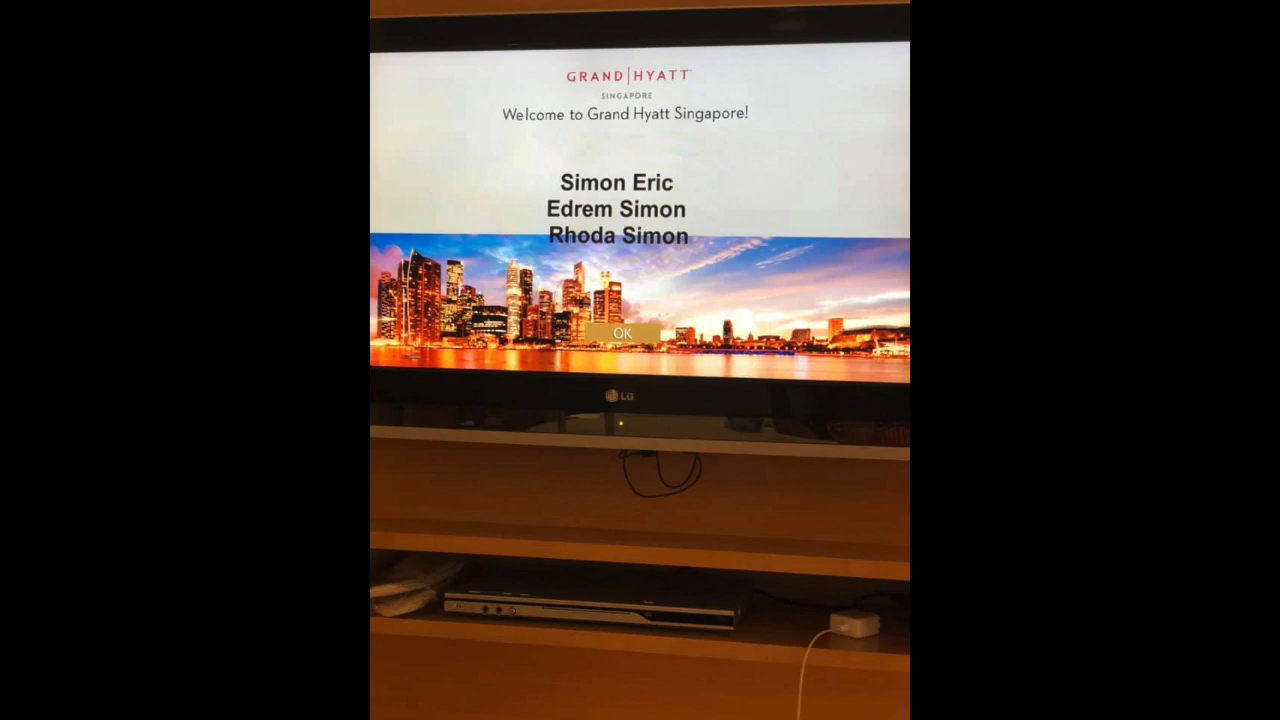 GRAND|HYATT
SINGAPORE
Welcome to Grand Hyatt Singapore!
Simon Eric
Edrem Simon
Rhoda Simon
OK
LG